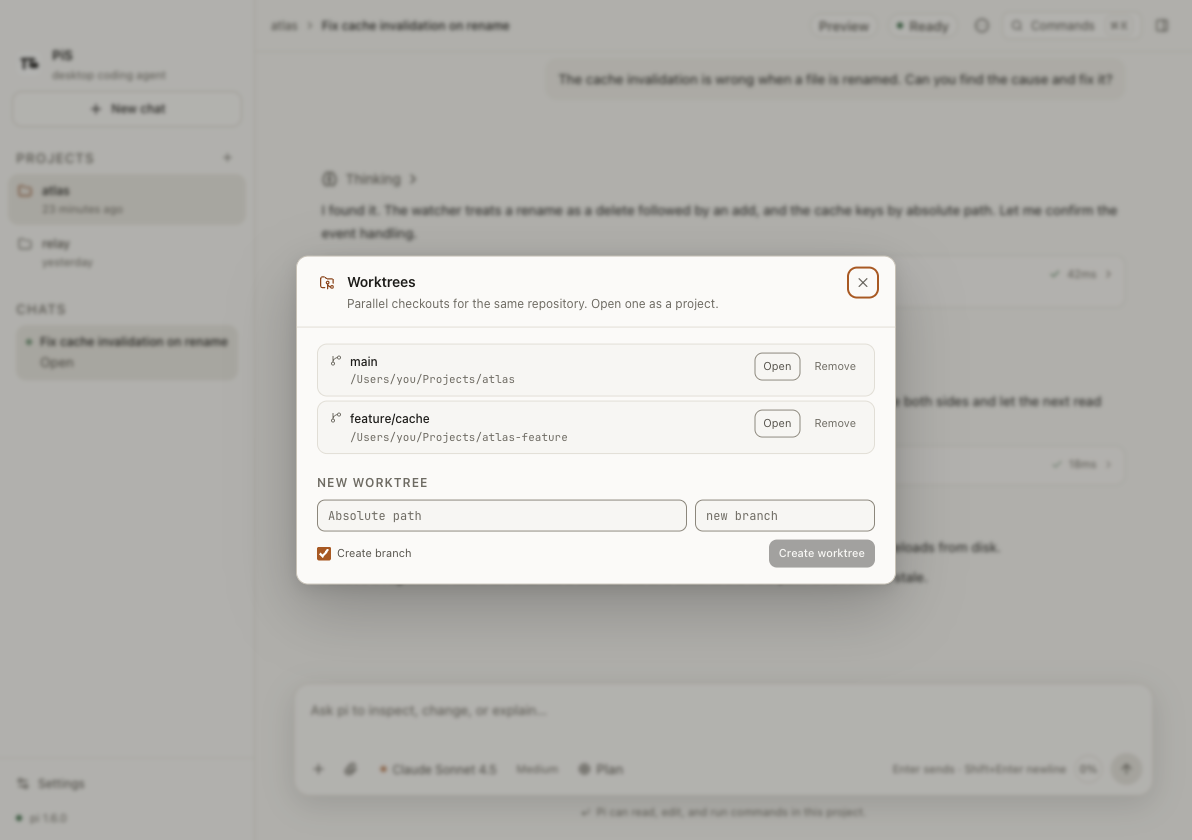 atlas > Fix cache invalidation on rename
Preview
Ready
Commands ⌘K
PiS
desktop coding agent
+ New chat
PROJECTS +
atlas
23 minutes ago
relay
yesterday
CHATS
Fix cache invalidation on rename
Open
Settings
pi 1.6.0
The cache invalidation is wrong when a file is renamed. Can you find the cause and fix it?
Thinking >
I found it. The watcher treats a rename as a delete followed by an add, and the cache keys by absolute path. Let me confirm the
event handling.
42ms >
Worktrees
Parallel checkouts for the same repository. Open one as a project.
main
/Users/you/Projects/atlas
Open
Remove
feature/cache
/Users/you/Projects/atlas-feature
Open
Remove
NEW WORKTREE
Absolute path
new branch
Create branch
Create worktree
both sides and let the next read
18ms >
from disk.
stale.
Ask pi to inspect, change, or explain...
+
Claude Sonnet 4.5
Medium
Plan
Enter sends · Shift+Enter newline
0%
Pi can read, edit, and run commands in this project.